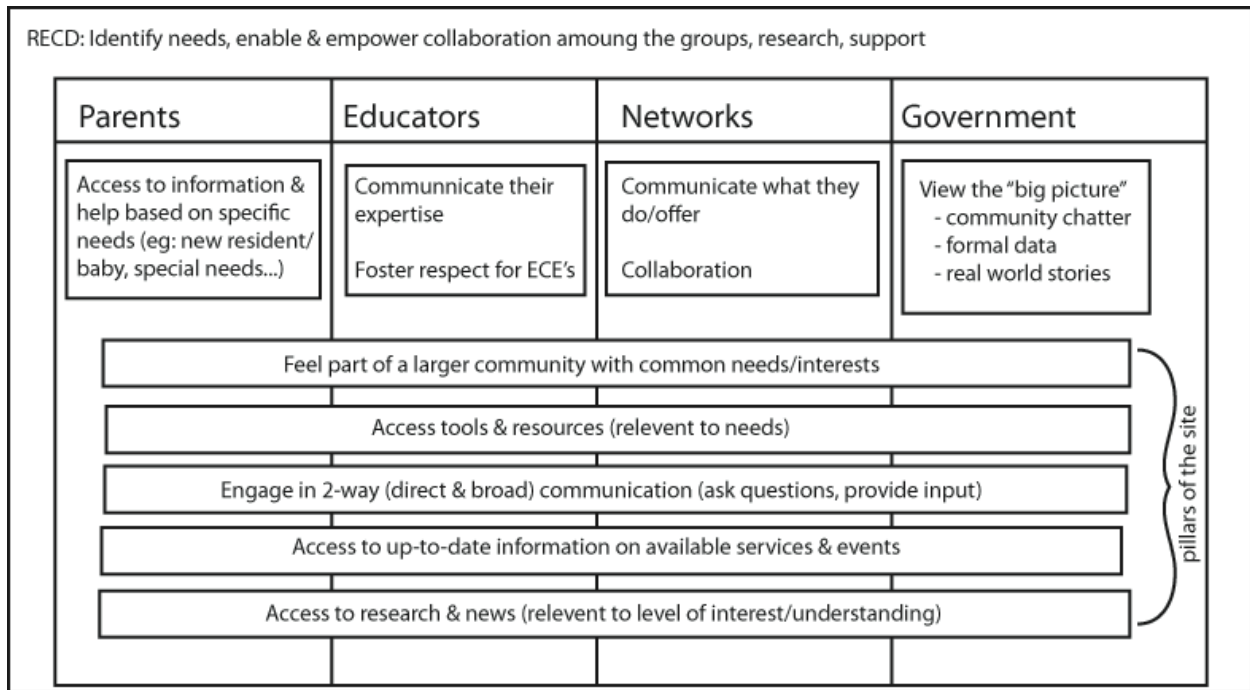 RECD: Identify needs, enable & empower collaboration amoung the groups, research, support
Parents
Educators
Networks
Government
Access to information &
help based on specific
needs (eg: new resident/
baby, special needs...)
Communnicate their
expertise
Foster respect for ECE's
Communicate what they
do/offer
Collaboration
View the "big picture"
- community chatter
- formal data
- real world stories
Feel part of a larger community with common needs/interests
Access tools & resources (relevent to needs)
Engage in 2-way (direct & broad) communication (ask questions, provide input)
Access to up-to-date information on available services & events
Access to research & news (relevent to level of interest/understanding)
pillars of the site